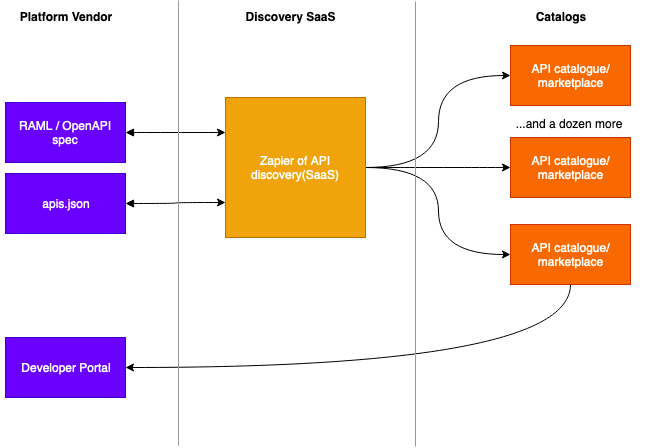 Platform Vendor
Discovery SaaS
Catalogs
RAML / OpenAPI
spec
apis.json
Developer Portal
Zapier of API
discovery(SaaS)
API catalogue/
marketplace
...and a dozen more
API catalogue/
marketplace
API catalogue/
marketplace